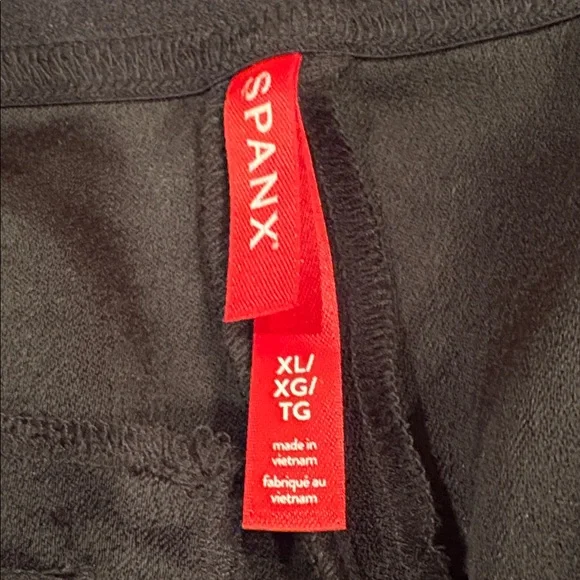 SPANX
XL/
XG/
TG
made in
vietnam
fabriqué au
vietnam